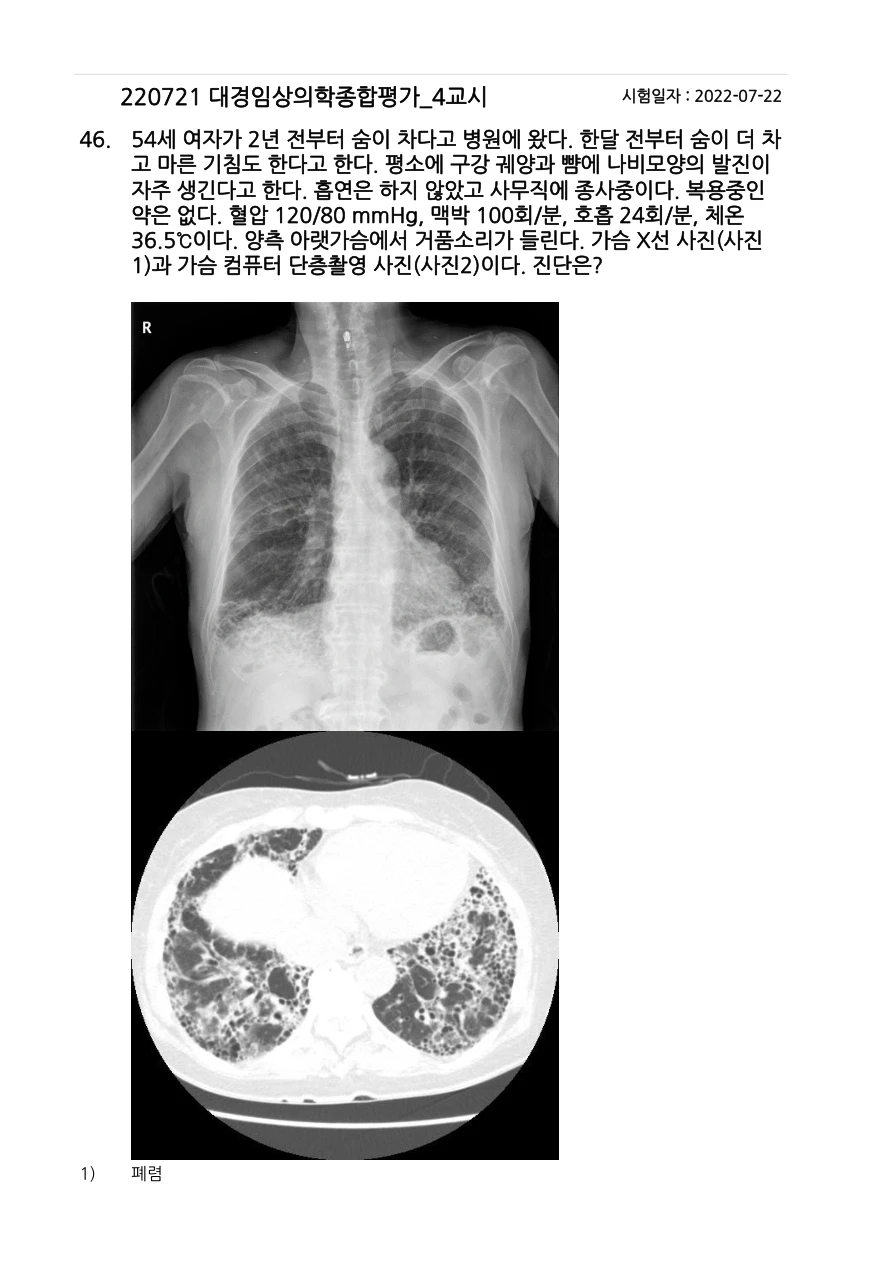 220721 대경임상의학종합평가_4교시 시험일자 : 2022-07-22
46. 54세 여자가 2년 전부터 숨이 차다고 병원에 왔다. 한달 전부터 숨이 더 차
고 마른 기침도 한다고 한다. 평소에 구강 궤양과 뺨에 나비모양의 발진이
자주 생긴다고 한다. 흡연은 하지 않았고 사무직에 종사중이다. 복용중인
약은 없다. 혈압 120/80 mmHg, 맥박 100회/분, 호흡 24회/분, 체온
36.5℃이다. 양측 아랫가슴에서 거품소리가 들린다. 가슴 X선 사진(사진
1)과 가슴 컴퓨터 단층촬영 사진(사진2)이다. 진단은?
R
1) 폐렴